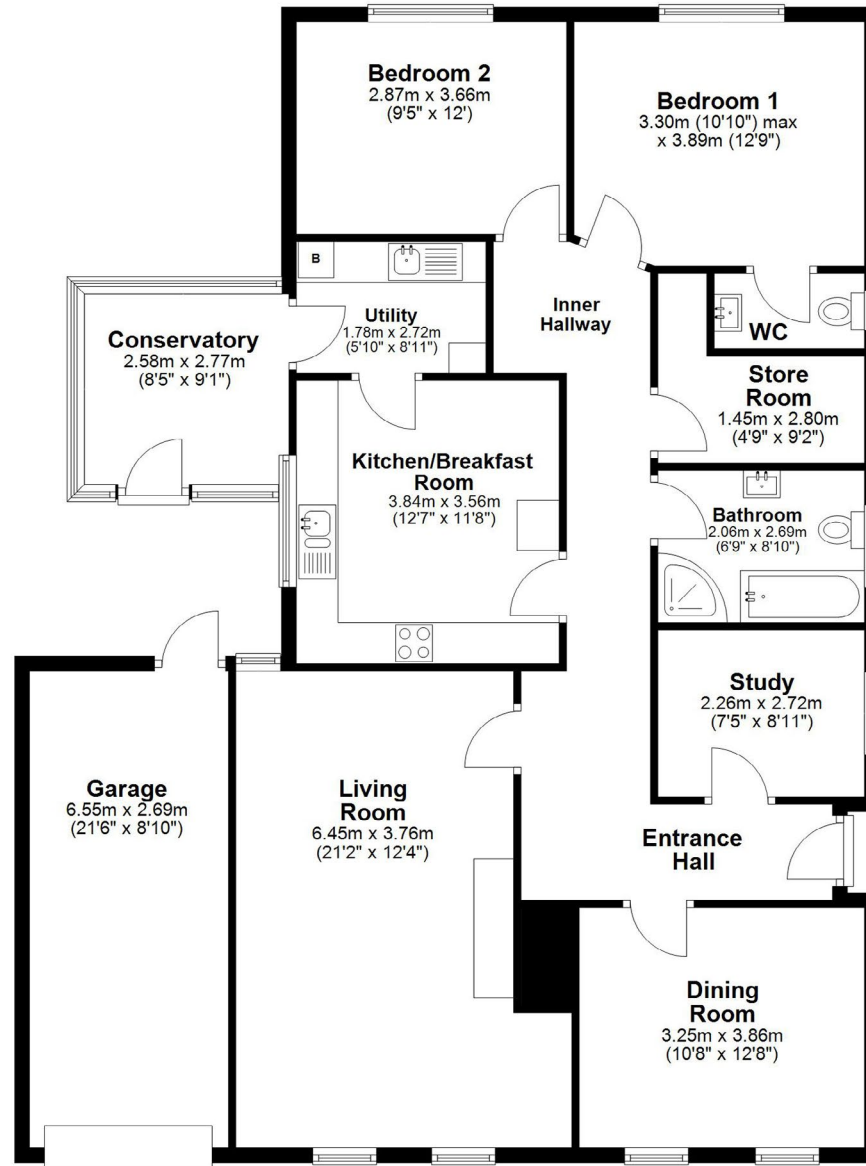 Bedroom 2
2.87m x 3.66m
(9'5" x 12')
Bedroom 1
3.30m (10'10") max
x 3.89m (12'9")
B
Utility
1.78m x 2.72m
(5'10" x 8'11")
Inner
Hallway
Conservatory
2.58m x 2.77m
(8'5" x 9'1")
WC
Store
Room
1.45m x 2.80m
(4'9" x 9'2")
Kitchen/Breakfast
Room
3.84m x 3.56m
(12'7" x 11'8")
Bathroom
2.06m x 2.69m
(6'9" x 8'10")
Study
2.26m x 2.72m
(7'5" x 8'11")
Garage
6.55m x 2.69m
(21'6" x 8'10")
Living
Room
6.45m x 3.76m
(21'2" x 12'4")
Entrance
Hall
Dining
Room
3.25m x 3.86m
(10'8" x 12'8")